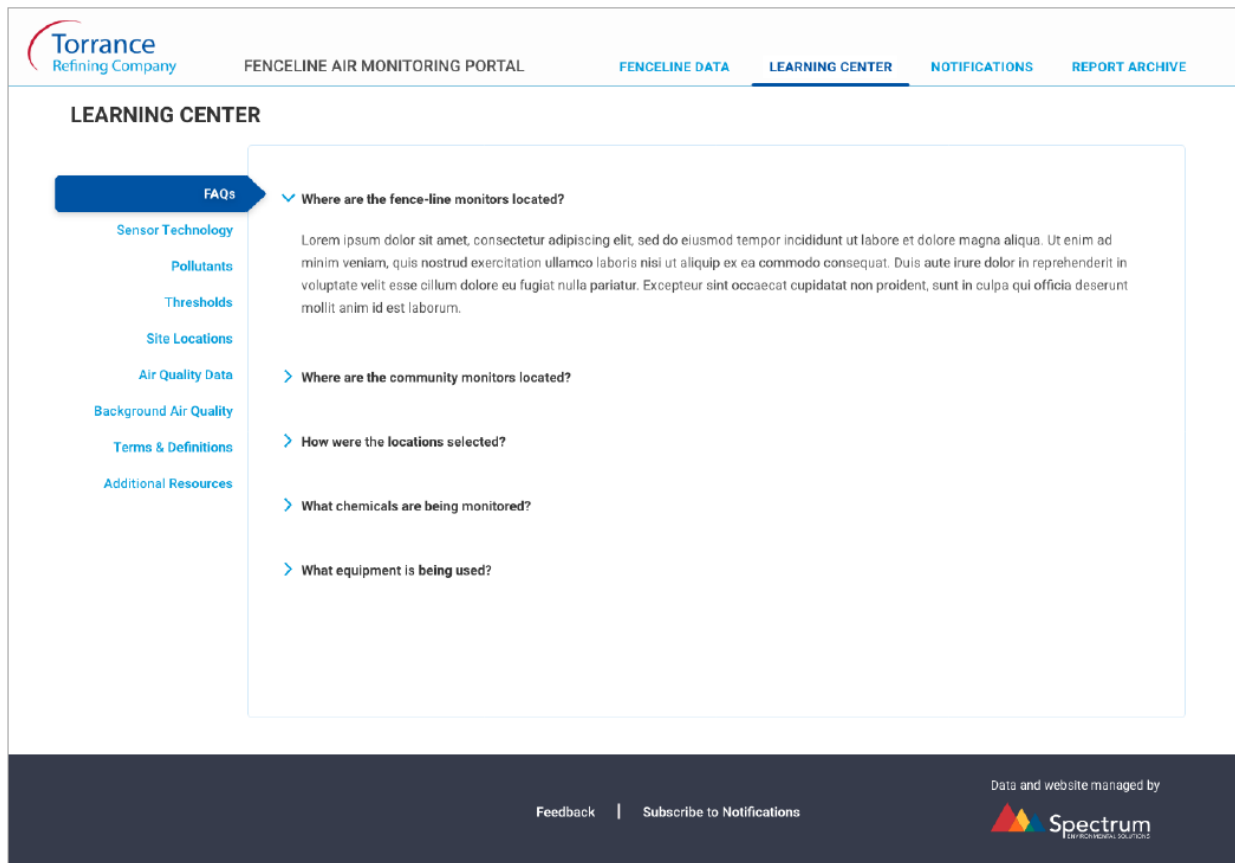 Torrance
Refining Company
FENCELINE AIR MONITORING PORTAL
FENCELINE DATA
LEARNING CENTER
NOTIFICATIONS
REPORT ARCHIVE
LEARNING CENTER
FAQs
Sensor Technology
Pollutants
Thresholds
Site Locations
Air Quality Data
Background Air Quality
Terms & Definitions
Additional Resources
Where are the fence-line monitors located?
Lorem ipsum dolor sit amet, consectetur adipiscing elit, sed do eiusmod tempor incididunt ut labore et dolore magna aliqua. Ut enim ad
minim veniam, quis nostrud exercitation ullamco laboris nisi ut aliquip ex ea commodo consequat. Duis aute irure dolor in reprehenderit in
voluptate velit esse cillum dolore eu fugiat nulla pariatur. Excepteur sint occaecat cupidatat non proident, sunt in culpa qui officia deserunt
mollit anim id est laborum.
Where are the community monitors located?
How were the locations selected?
What chemicals are being monitored?
What equipment is being used?
Feedback | Subscribe to Notifications
Data and website managed by
Spectrum
ENVIRONMENTAL SOLUTIONS